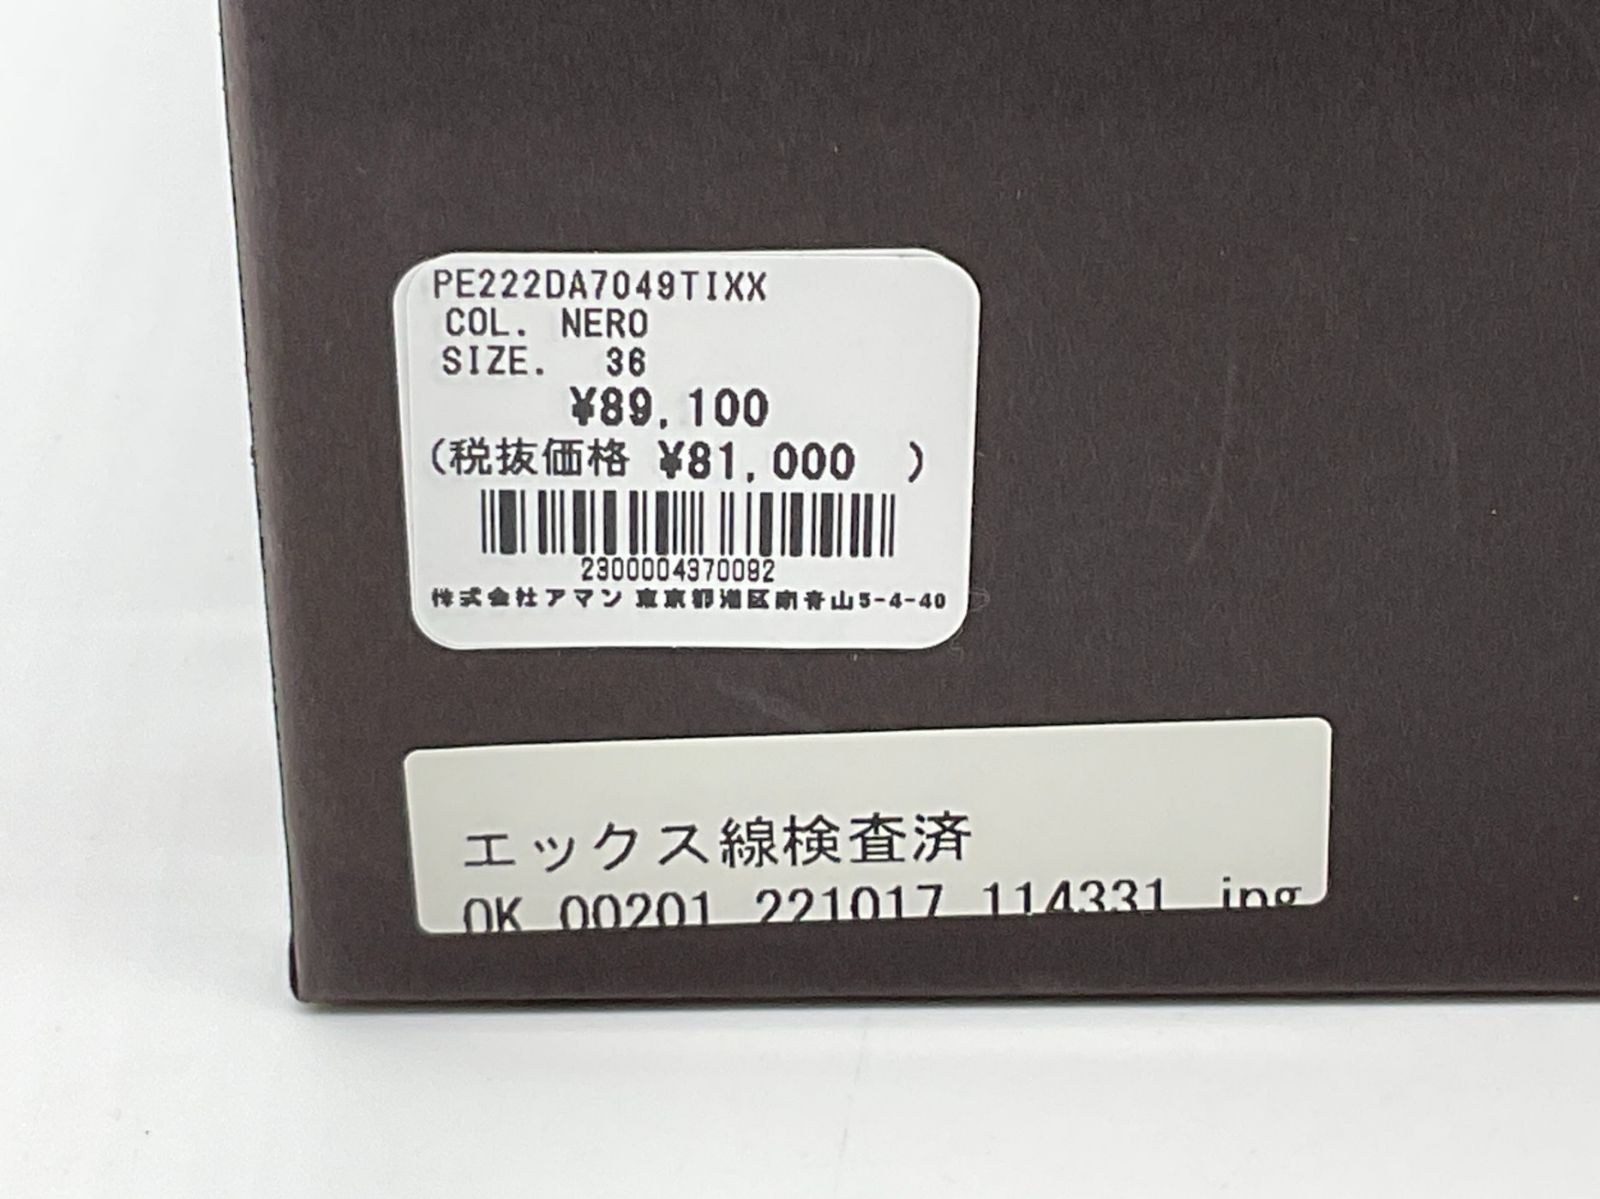 PE222DA7049TIXX
COL. NERO
SIZE. 36
¥89,100
(税抜価格 ¥81,000 )
2300004370092
株式会社アマン 東京都港区南青山5-4-40
エックス線検査済
OK 00201 221017 114331 .jpg